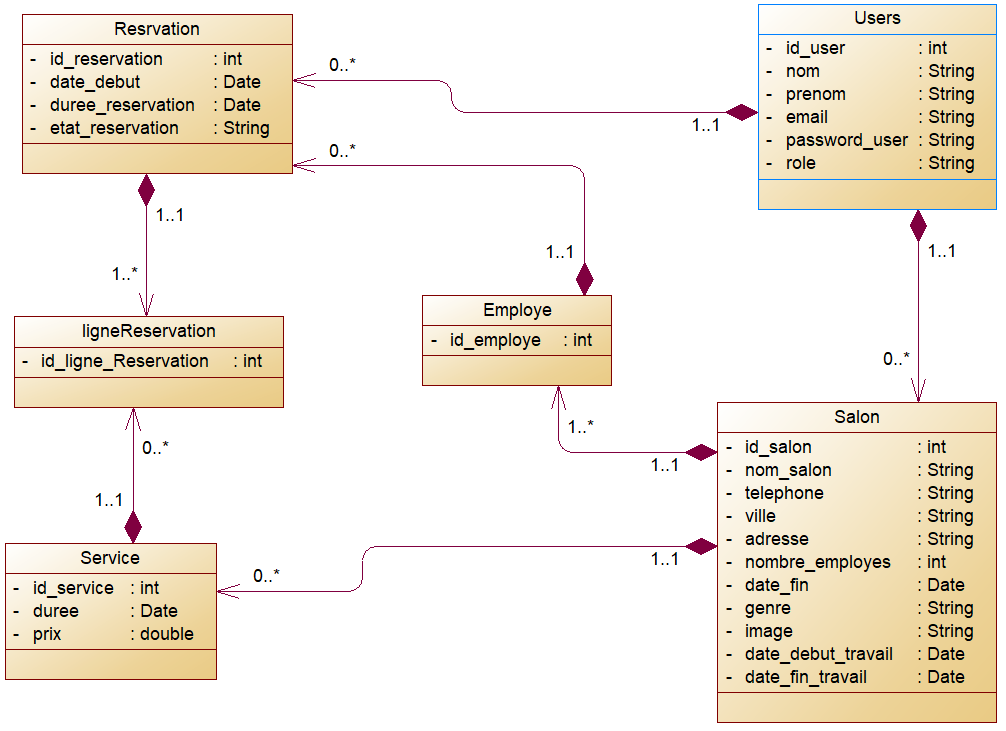 Resrvation
- id_reservation : int
- date_debut : Date
- duree_reservation : Date
- etat_reservation : String
Users
- id_user : int
- nom : String
- prenom : String
- email : String
- password_user : String
- role : String
0..*
1..1
0..*
1..1
1..*
1..1
1..1
0..*
ligneReservation
- id_ligne_Reservation : int
Employe
- id_employe : int
0..*
1..1
1..*
1..1
Service
- id_service : int
- duree : Date
- prix : double
0..*
1..1
Salon
- id_salon : int
- nom_salon : String
- telephone : String
- ville : String
- adresse : String
- nombre_employes : int
- date_fin : Date
- genre : String
- image : String
- date_debut_travail : Date
- date_fin_travail : Date